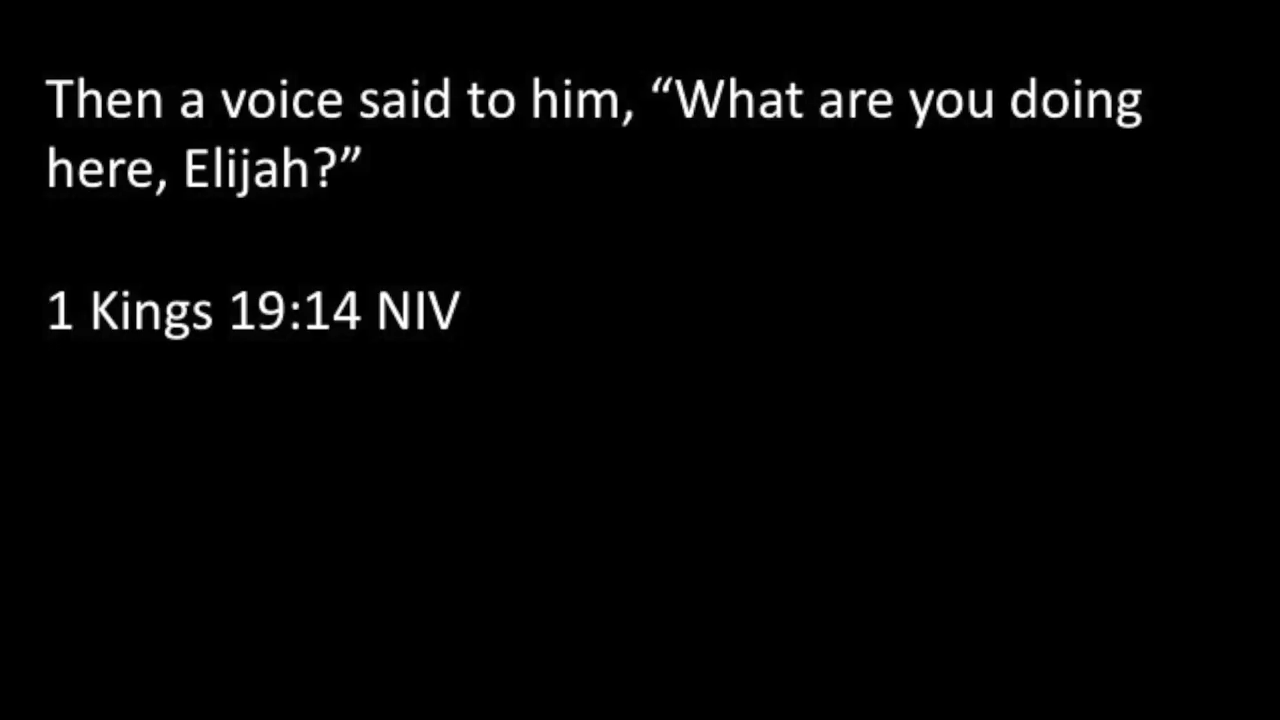 Then a voice said to him, “What are you doing
here, Elijah?”
1 Kings 19:14 NIV